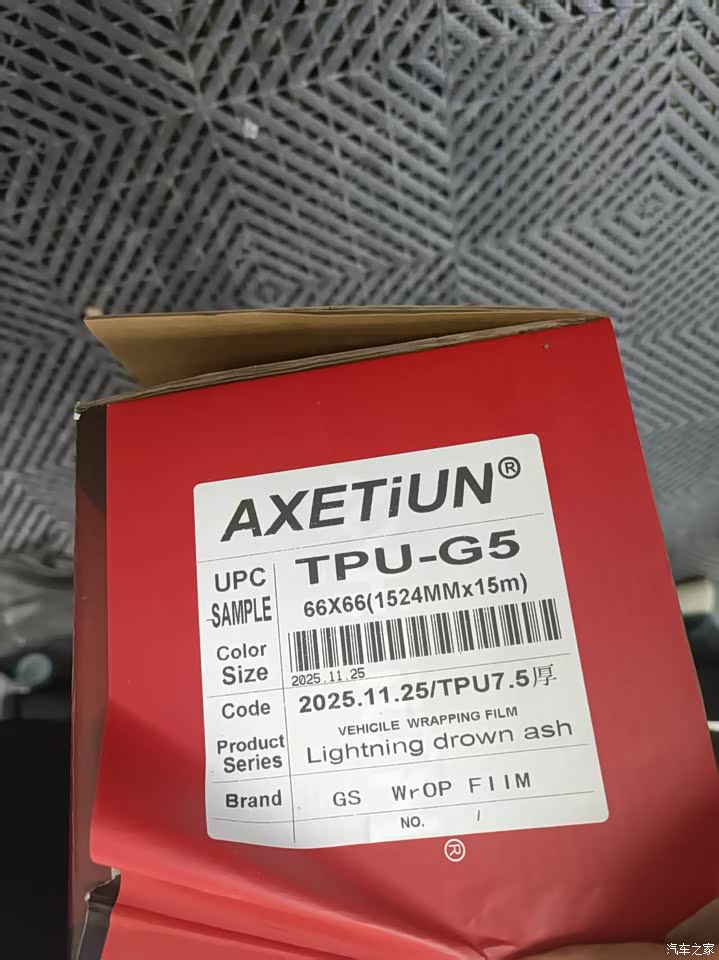 AXETiUN®
UPC
-SAMPLE
TPU-G5
66X66(1524MMx15m)
Color
Size
2025.11.25
Code
2025.11.25/TPU7.5厚
Product
Series
VEHICILE WRAPPING FILM
Lightning drown ash
Brand
GS WrOP FIIM
NO. /
®
汽车之家